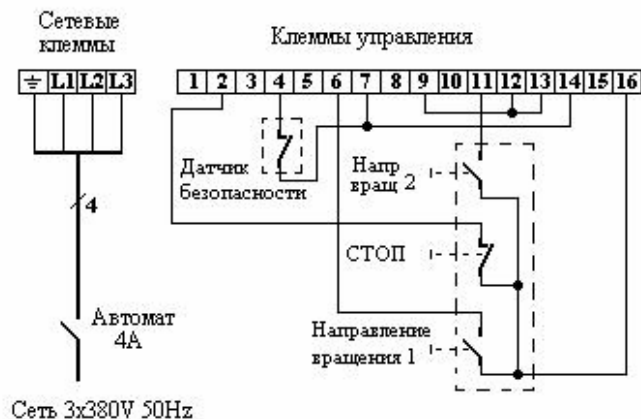 Сетевые
клеммы
Клеммы управления
L1 L2 L3
1 2 3 4 5 6 7 8 9 10 11 12 13 14 15 16
Датчик
безопасности
Напр
вращ 2
4
СТОП
Автомат
4А
Направление
вращения 1
Сеть 3x380V 50Hz